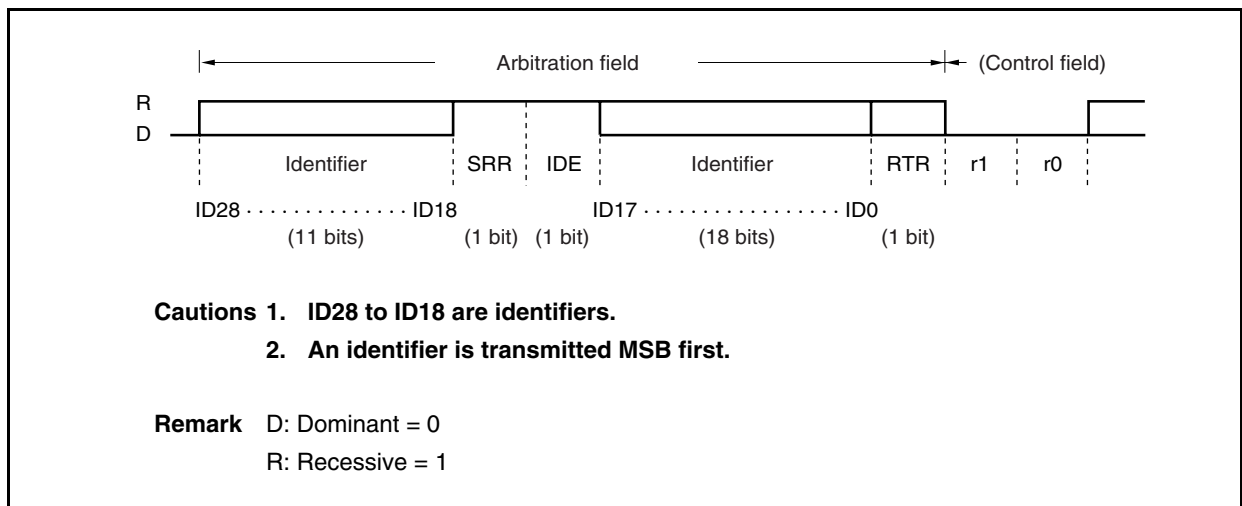 Arbitration field (Control field)
R
D
Identifier SRR IDE Identifier RTR r1 r0
ID28 · · · · · · · · · · · · · · ID18 ID17 · · · · · · · · · · · · · · · · · ID0
(11 bits) (1 bit) (1 bit) (18 bits) (1 bit)
Cautions 1. ID28 to ID18 are identifiers.
2. An identifier is transmitted MSB first.
Remark D: Dominant = 0
R: Recessive = 1